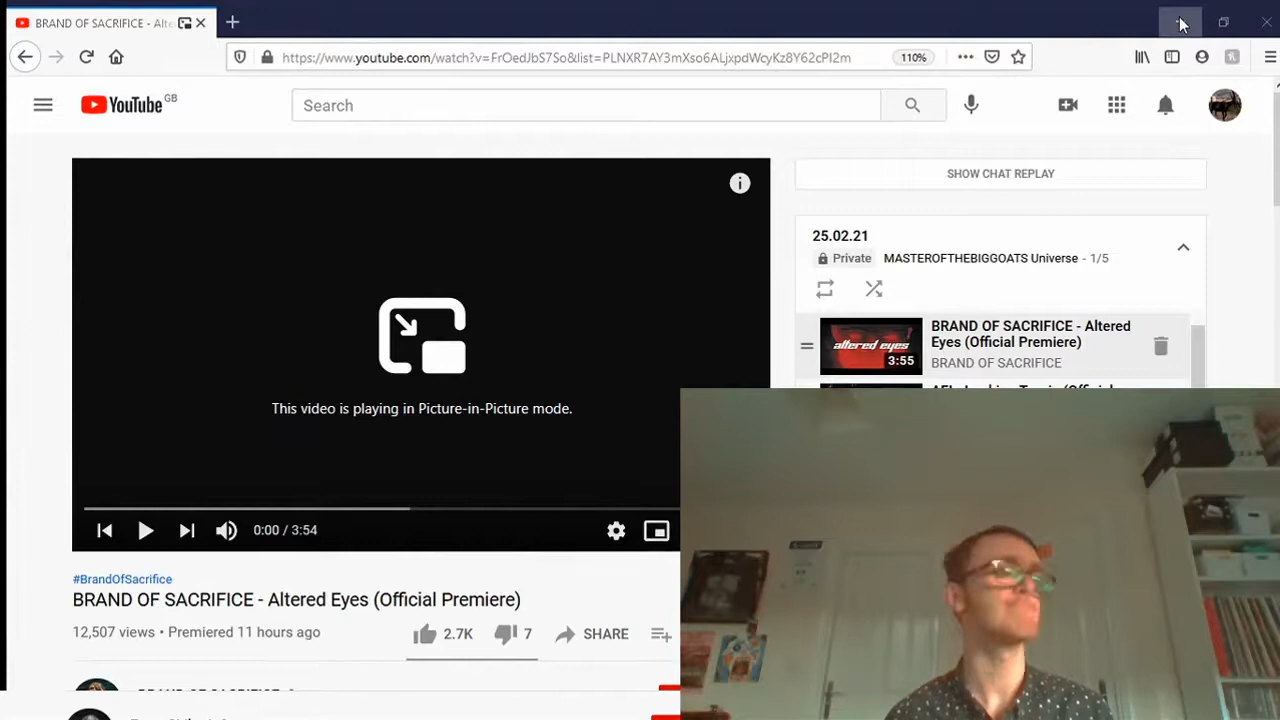 BRAND OF SACRIFICE - Alte
https://www.youtube.com/watch?v=FrOedJbS7So&list=PLNXR7AY3mXso6ALjxpdWcyKz8Y62cPI2m
110%
YouTube GB
Search
SHOW CHAT REPLAY
25.02.21
Private MASTEROFTHEBIGGOATS Universe - 1/5
altered eyes
3:55
BRAND OF SACRIFICE - Altered
Eyes (Official Premiere)
BRAND OF SACRIFICE
This video is playing in Picture-in-Picture mode.
0:00 / 3:54
#BrandOfSacrifice
BRAND OF SACRIFICE - Altered Eyes (Official Premiere)
12,507 views • Premiered 11 hours ago
2.7K
7
SHARE